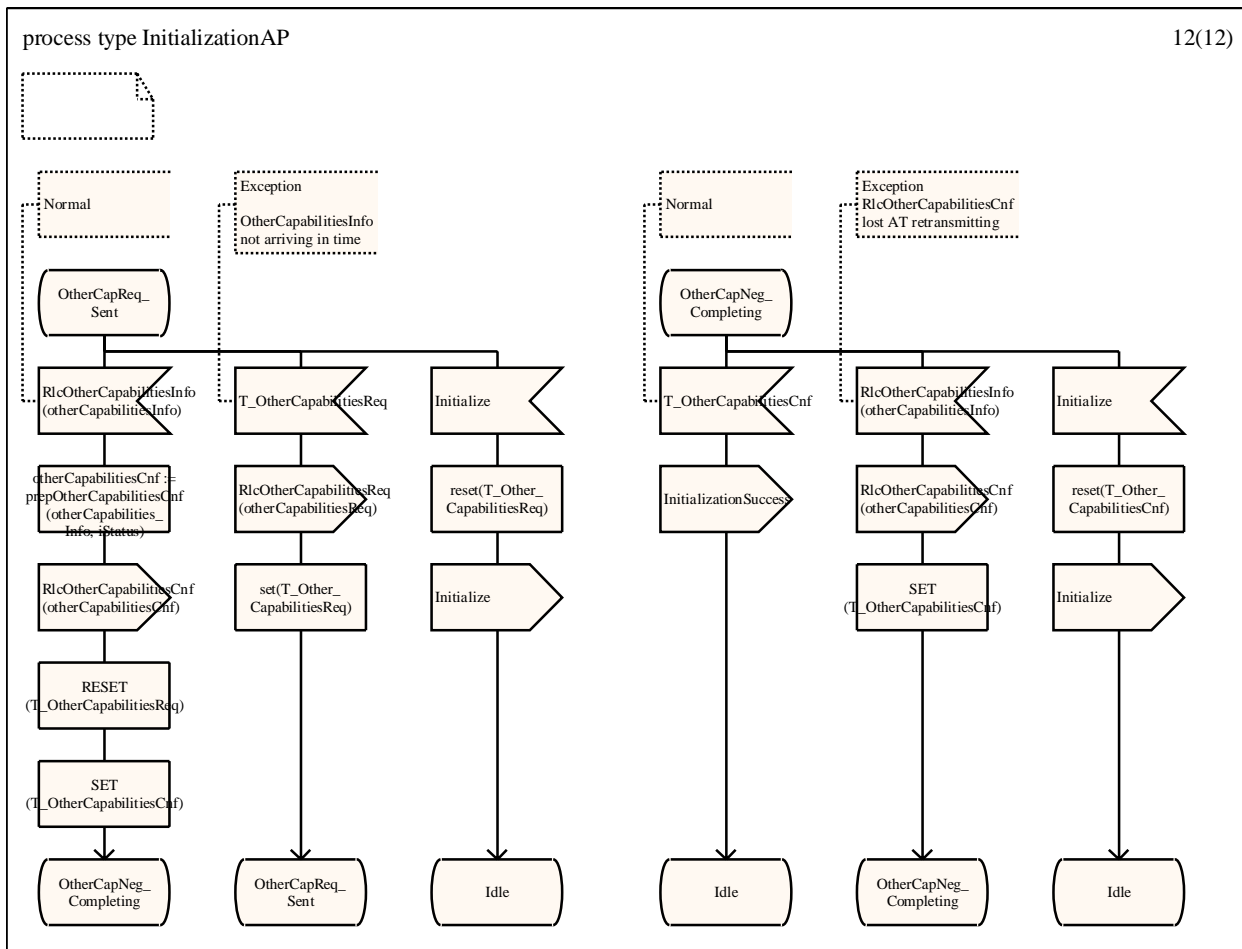 process type InitializationAP
12(12)
Normal
Exception
OtherCapabilitiesInfo
not arriving in time
Normal
Exception
RlcOtherCapabilitiesCnf
lost AT retransmitting
OtherCapReq_
Sent
OtherCapNeg_
Completing
RlcOtherCapabilitiesInfo
(otherCapabilitiesInfo)
T_OtherCapabilitiesReq
Initialize
T_OtherCapabilitiesCnf
RlcOtherCapabilitiesInfo
(otherCapabilitiesInfo)
Initialize
otherCapabilitiesCnf :=
prepOtherCapabilitiesCnf
(otherCapabilities_
Info, iStatus)
RlcOtherCapabilitiesReq
(otherCapabilitiesReq)
reset(T_Other_
CapabilitiesReq)
InitializationSuccess
RlcOtherCapabilitiesCnf
(otherCapabilitiesCnf)
reset(T_Other_
CapabilitiesCnf)
RlcOtherCapabilitiesCnf
(otherCapabilitiesCnf)
set(T_Other_
CapabilitiesReq)
Initialize
SET
(T_OtherCapabilitiesCnf)
Initialize
RESET
(T_OtherCapabilitiesReq)
SET
(T_OtherCapabilitiesCnf)
OtherCapNeg_
Completing
OtherCapReq_
Sent
Idle
Idle
OtherCapNeg_
Completing
Idle